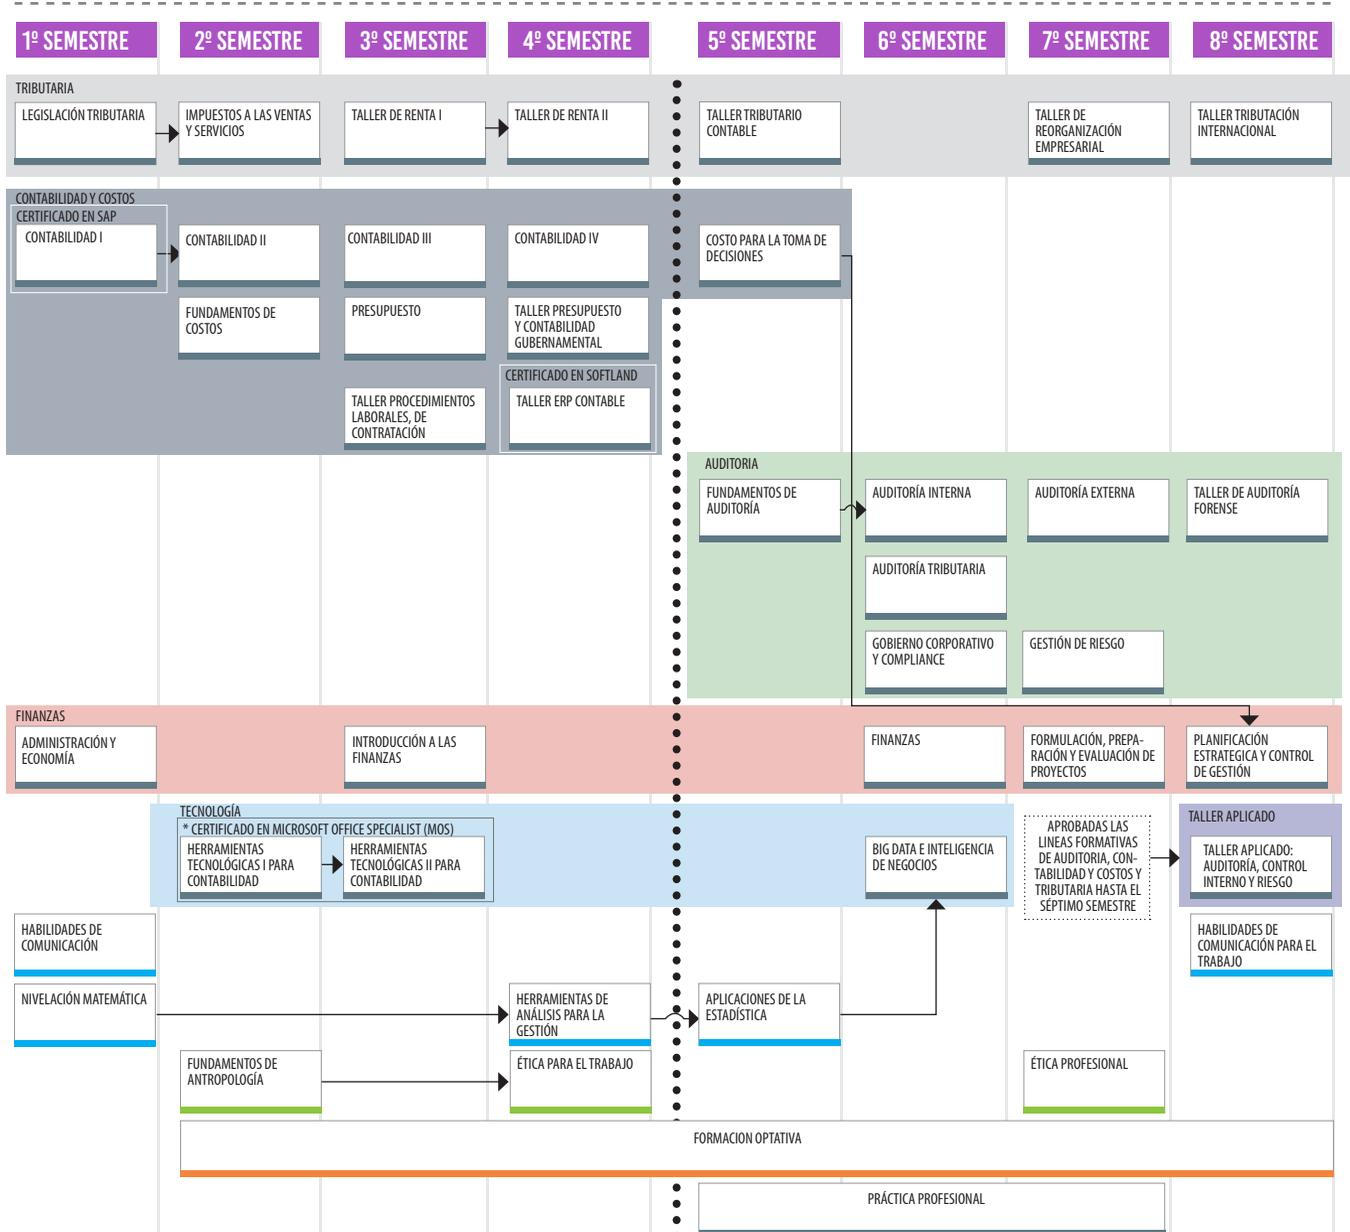 1º SEMESTRE
2º SEMESTRE
3º SEMESTRE
4º SEMESTRE
5º SEMESTRE
6º SEMESTRE
7º SEMESTRE
8º SEMESTRE
TRIBUTARIA
LEGISLACIÓN TRIBUTARIA
IMPUESTOS A LAS VENTAS
Y SERVICIOS
TALLER DE RENTA I
TALLER DE RENTA II
TALLER TRIBUTARIO
CONTABLE
TALLER DE
REORGANIZACIÓN
EMPRESARIAL
TALLER TRIBUTACIÓN
INTERNACIONAL
CONTABILIDAD Y COSTOS
CERTIFICADO EN SAP
CONTABILIDAD I
CONTABILIDAD II
CONTABILIDAD III
CONTABILIDAD IV
COSTO PARA LA TOMA DE
DECISIONES
FUNDAMENTOS DE
COSTOS
PRESUPUESTO
TALLER PRESUPUESTO
Y CONTABILIDAD
GUBERNAMENTAL
CERTIFICADO EN SOFTLAND
TALLER PROCEDIMIENTOS
LABORALES, DE
CONTRATACIÓN
TALLER ERP CONTABLE
AUDITORIA
FUNDAMENTOS DE
AUDITORÍA
AUDITORÍA INTERNA
AUDITORÍA EXTERNA
TALLER DE AUDITORÍA
FORENSE
AUDITORÍA TRIBUTARIA
GOBIERNO CORPORATIVO
Y COMPLIANCE
GESTIÓN DE RIESGO
FINANZAS
ADMINISTRACIÓN Y
ECONOMÍA
INTRODUCCIÓN A LAS
FINANZAS
FINANZAS
FORMULACIÓN, PREPA-
RACIÓN Y EVALUACIÓN DE
PROYECTOS
PLANIFICACIÓN
ESTRATEGICA Y CONTROL
DE GESTIÓN
TECNOLOGÍA
* CERTIFICADO EN MICROSOFT OFFICE SPECIALIST (MOS)
HERRAMIENTAS
TECNOLÓGICAS I PARA
CONTABILIDAD
HERRAMIENTAS
TECNOLÓGICAS II PARA
CONTABILIDAD
BIG DATA E INTELIGENCIA
DE NEGOCIOS
APROBADAS LAS
LINEAS FORMATIVAS
DE AUDITORIA, CON-
TABILIDAD Y COSTOS Y
TRIBUTARIA HASTA EL
SÉPTIMO SEMESTRE
TALLER APLICADO
TALLER APLICADO:
AUDITORÍA, CONTROL
INTERNO Y RIESGO
HABILIDADES DE
COMUNICACIÓN
HABILIDADES DE
COMUNICACIÓN PARA EL
TRABAJO
NIVELACIÓN MATEMÁTICA
HERRAMIENTAS DE
ANÁLISIS PARA LA
GESTIÓN
APLICACIONES DE LA
ESTADÍSTICA
FUNDAMENTOS DE
ANTROPOLOGÍA
ÉTICA PARA EL TRABAJO
ÉTICA PROFESIONAL
FORMACION OPTATIVA
PRÁCTICA PROFESIONAL